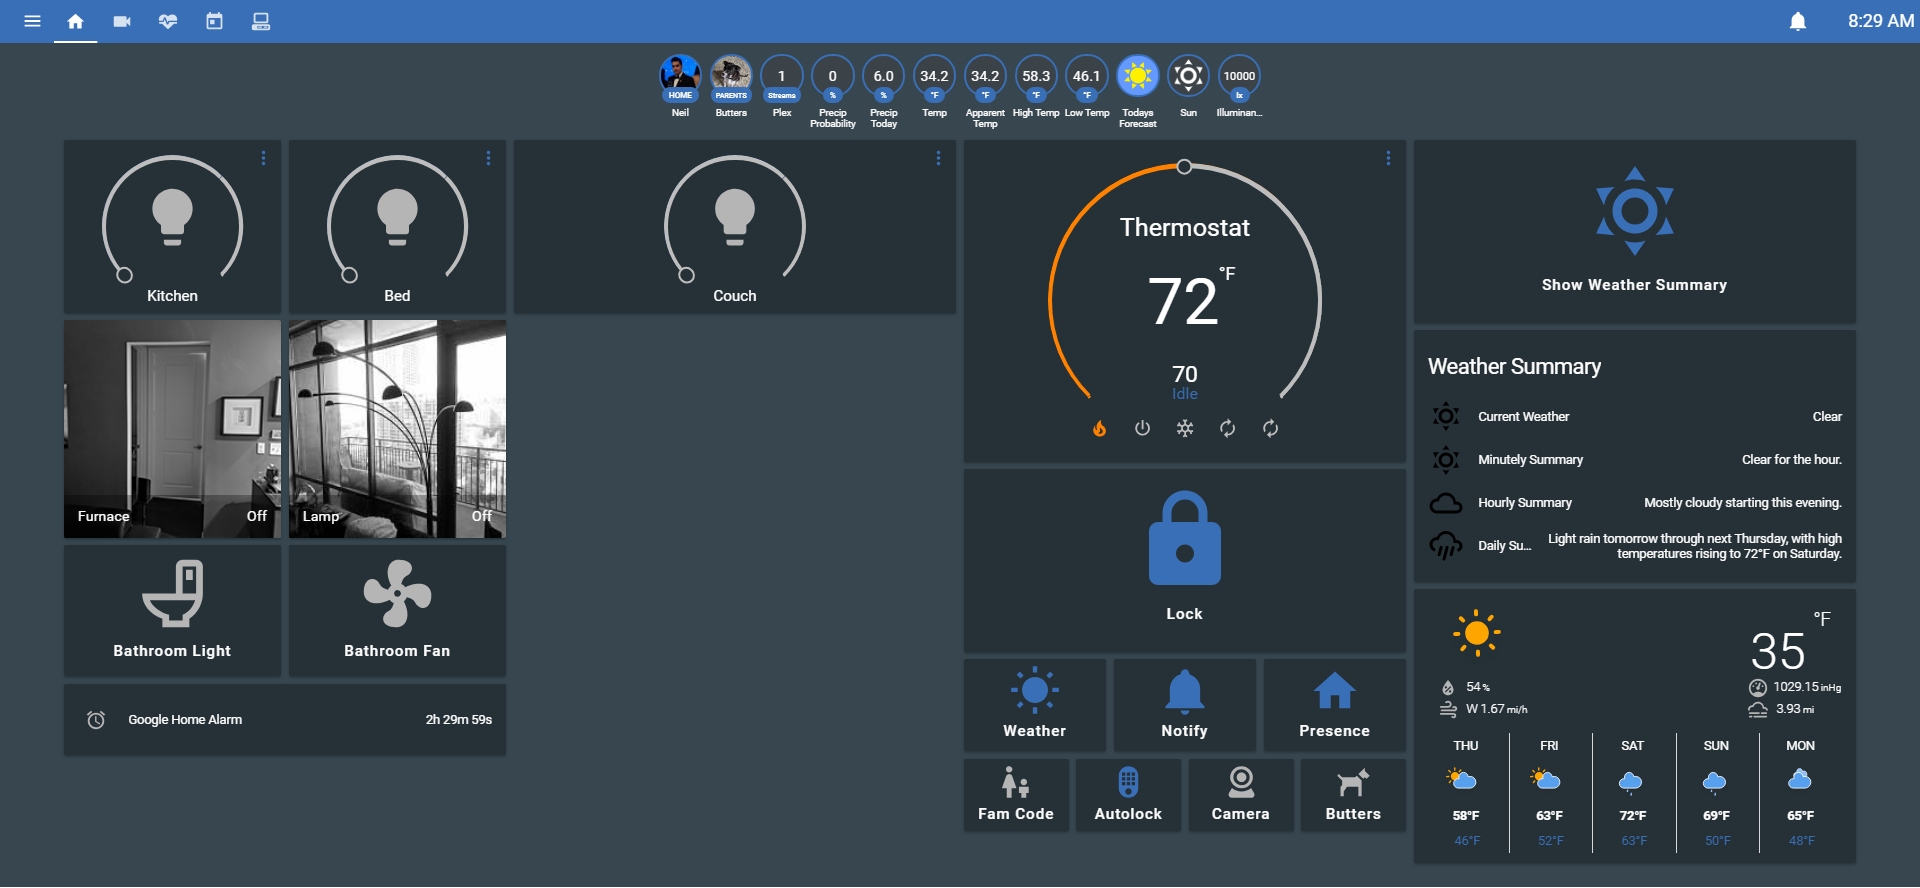 8:29 AM
HOME
Neil
PARENTS
Butters
1
Streams
Plex
0
%
Precip
Probability
6.0
%
Precip
Today
34.2
°F
Temp
34.2
°F
Apparent
Temp
58.3
°F
High Temp
46.1
°F
Low Temp
Todays
Forecast
Sun
10000
lx
Illuminan...
Kitchen
Bed
Couch
Furnace Off
Lamp Off
Bathroom Light
Bathroom Fan
Google Home Alarm 2h 29m 59s
Thermostat
72 °F
70
Idle
Lock
Weather
Notify
Presence
Fam Code
Autolock
Camera
Butters
Show Weather Summary
Weather Summary
Current Weather Clear
Minutely Summary Clear for the hour.
Hourly Summary Mostly cloudy starting this evening.
Daily Su... Light rain tomorrow through next Thursday, with high
temperatures rising to 72°F on Saturday.
35 °F
54 %
1029.15 inHg
W 1.67 mi/h
3.93 mi
THU FRI SAT SUN MON
58°F 63°F 72°F 69°F 65°F
46°F 52°F 63°F 50°F 48°F